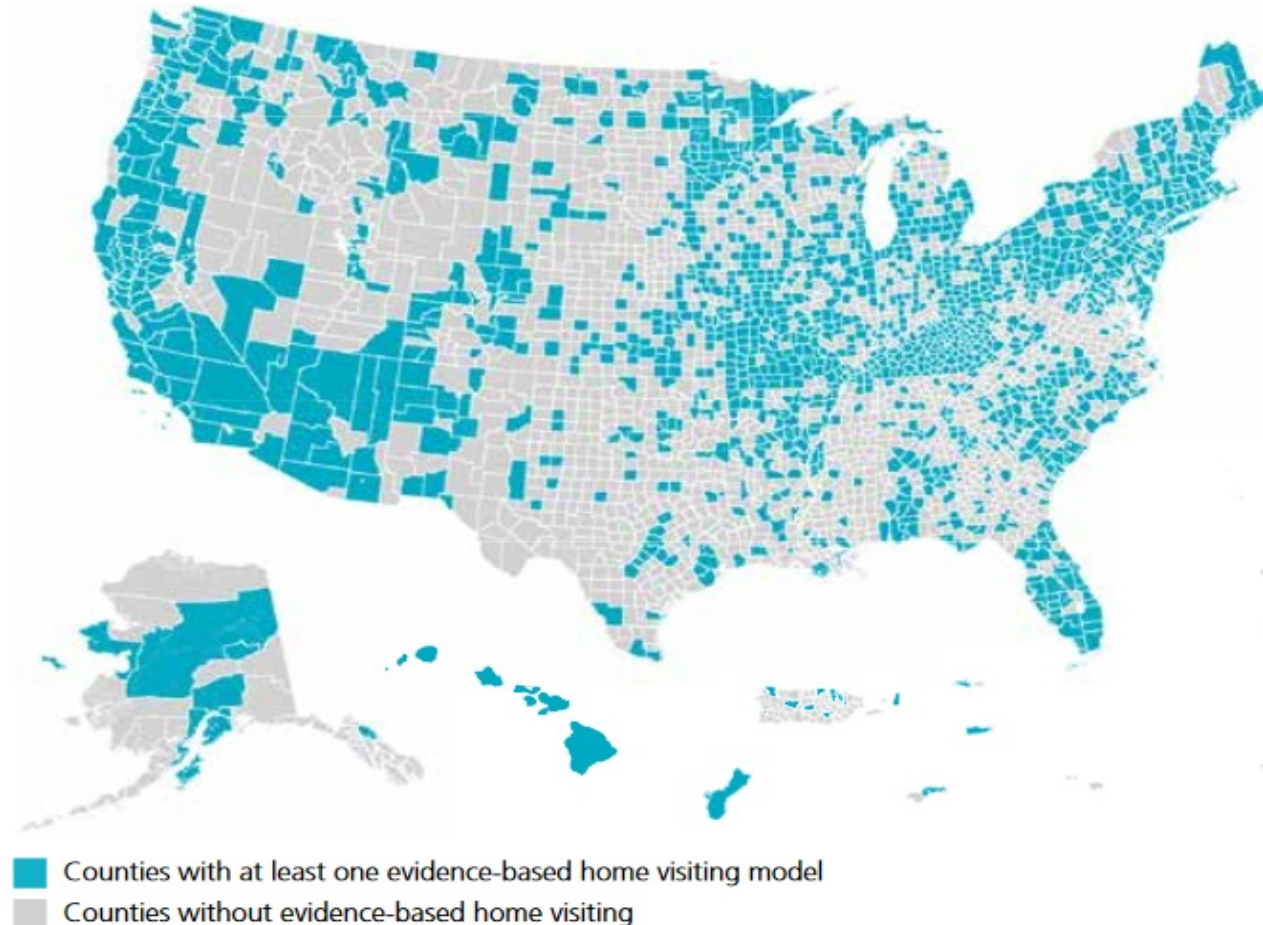 Counties with at least one evidence-based home visiting model
Counties without evidence-based home visiting